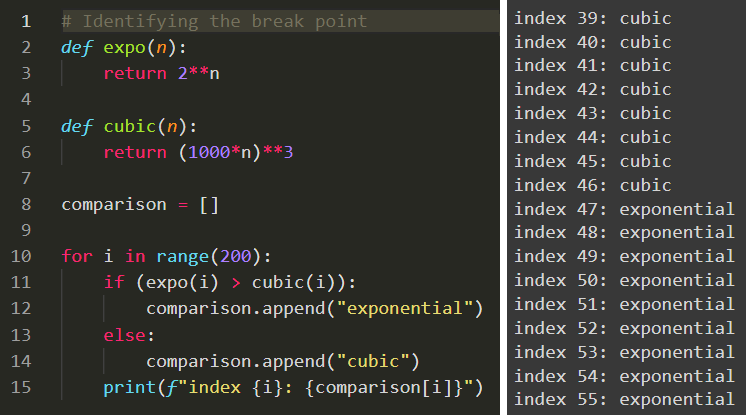 1 # Identifying the break point
2 def expo(n):
3     return 2**n
4
5 def cubic(n):
6     return (1000*n)**3
7
8 comparison = []
9
10 for i in range(200):
11     if (expo(i) > cubic(i)):
12         comparison.append("exponential")
13     else:
14         comparison.append("cubic")
15     print(f"index {i}: {comparison[i]}")
index 39: cubic
index 40: cubic
index 41: cubic
index 42: cubic
index 43: cubic
index 44: cubic
index 45: cubic
index 46: cubic
index 47: exponential
index 48: exponential
index 49: exponential
index 50: exponential
index 51: exponential
index 52: exponential
index 53: exponential
index 54: exponential
index 55: exponential